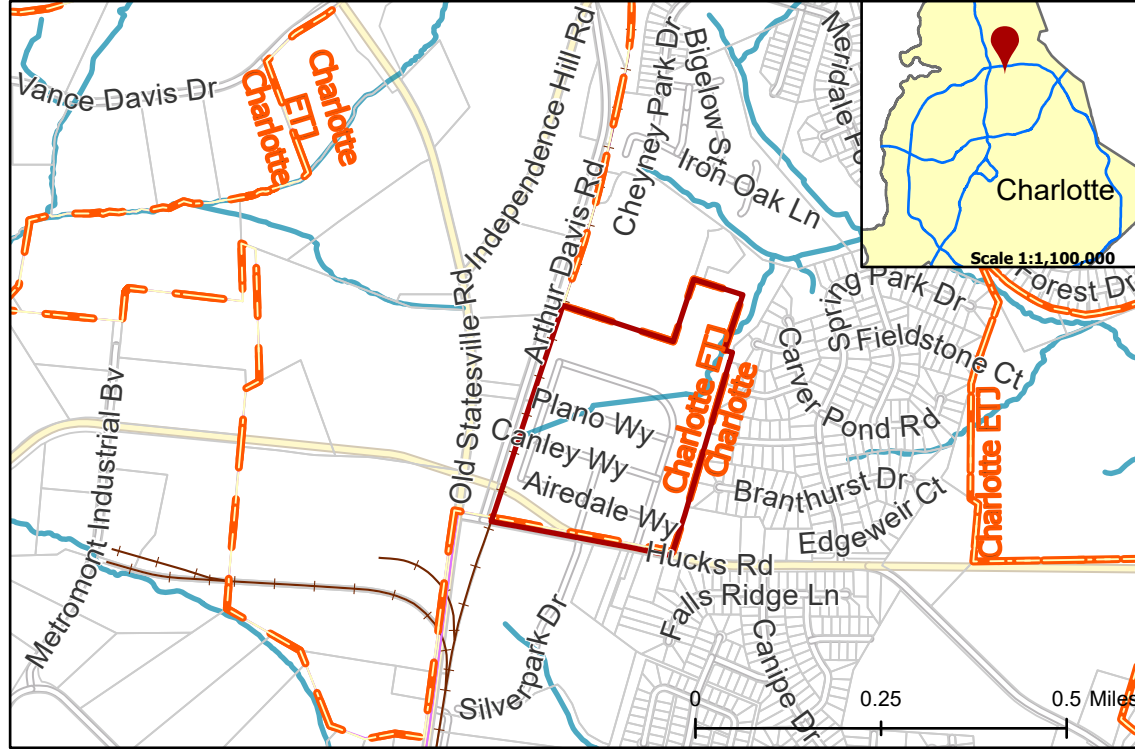 Vance Davis Dr
Charlotte
ETJ
Charlotte
Independence Hill Rd
Arthur Davis Rd
Cheyney Park Dr
Bigelow St
Iron Oak Ln
Meridale
Charlotte
Scale 1:1,100,000
Forest Dr
Spring Park Dr
Fieldstone Ct
Carver Pond Rd
Old Statesville Rd
Plano Wy
Canley Wy
Airedale Wy
Charlotte ETJ
Charlotte
Branthurst Dr
Edgeweir Ct
Charlotte ETJ
Metromont Industrial Bv
Hucks Rd
Falls Ridge Ln
Canipe Dr
Silverpark Dr
0 0.25 0.5 Miles